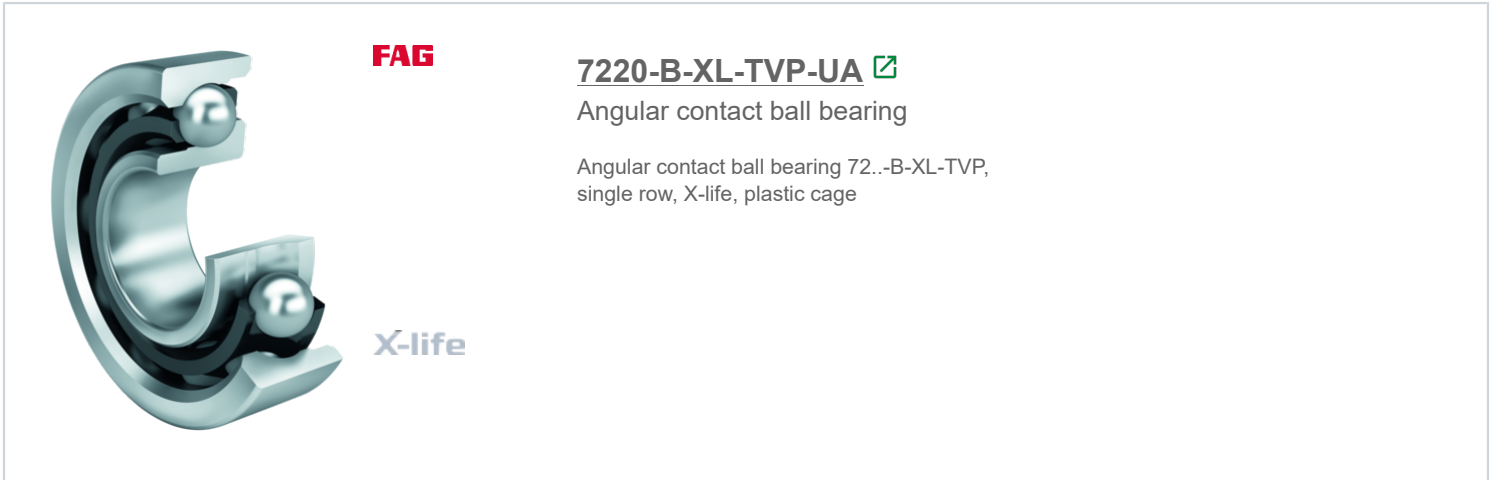 FAG
7220-B-XL-TVP-UA
Angular contact ball bearing
Angular contact ball bearing 72..-B-XL-TVP,
single row, X-life, plastic cage
X-life